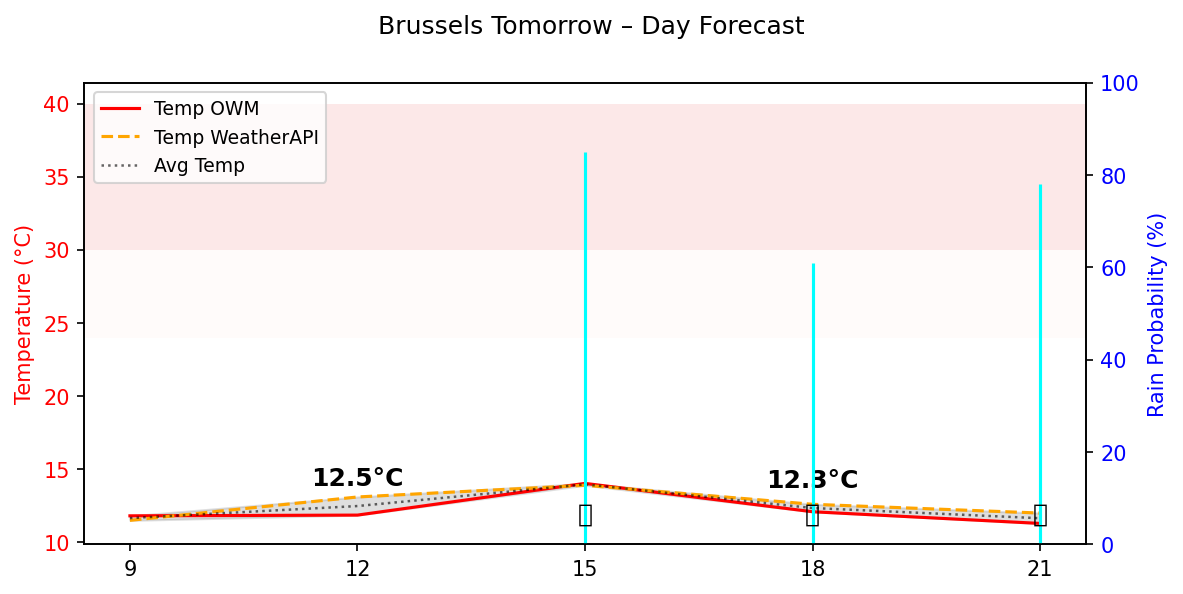 Brussels Tomorrow – Day Forecast
Temp OWM
Temp WeatherAPI
Avg Temp
Temperature (°C)
40
35
30
25
20
15
10
12.5°C
12.3°C
100
80
60
40
20
0
Rain Probability (%)
9 12 15 18 21